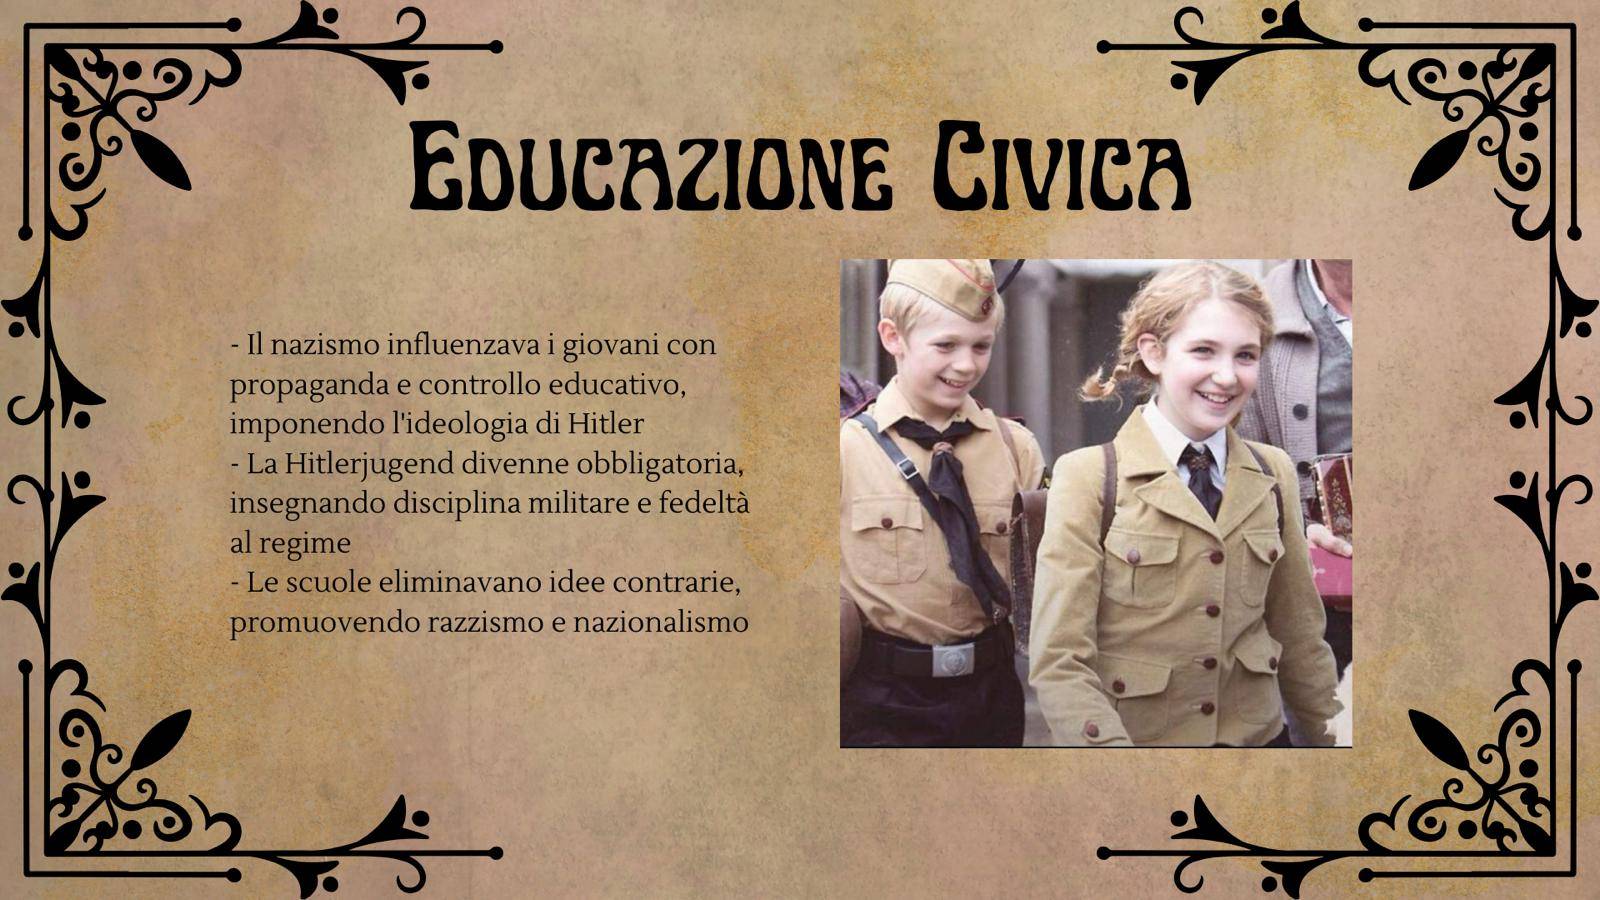 Educazione Civica
- Il nazismo influenzava i giovani con
propaganda e controllo educativo,
imponendo l'ideologia di Hitler
- La Hitlerjugend divenne obbligatoria,
insegnando disciplina militare e fedeltà
al regime
- Le scuole eliminavano idee contrarie,
promuovendo razzismo e nazionalismo